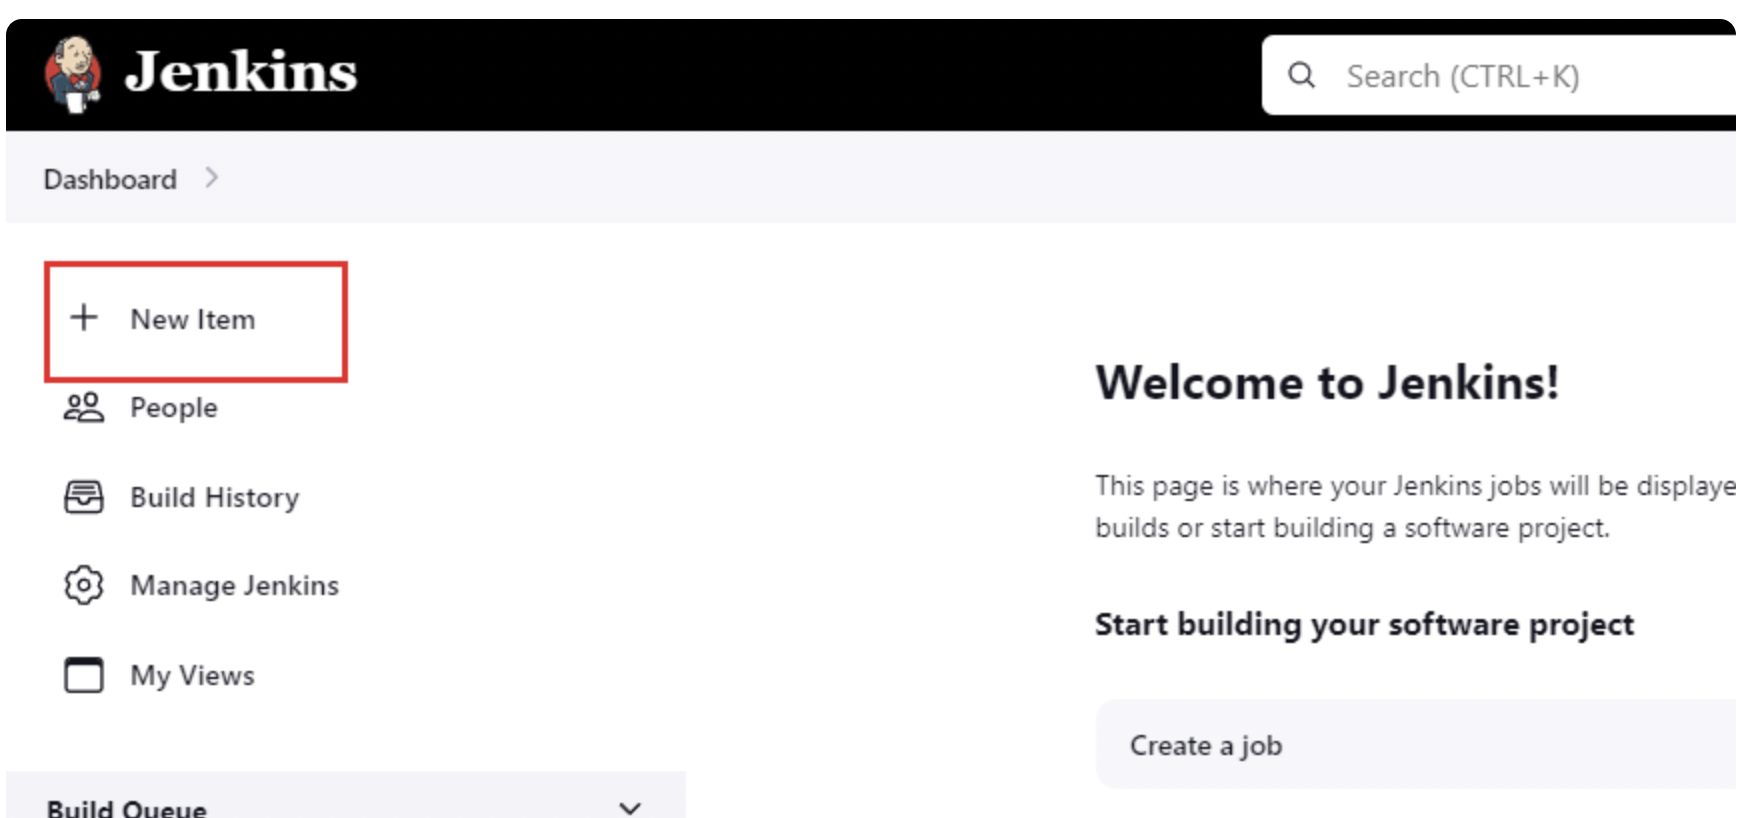 Jenkins
Search (CTRL+K)
Dashboard
New Item
People
Build History
Manage Jenkins
My Views
Build Queue
Welcome to Jenkins!
This page is where your Jenkins jobs will be displaye
builds or start building a software project.
Start building your software project
Create a job